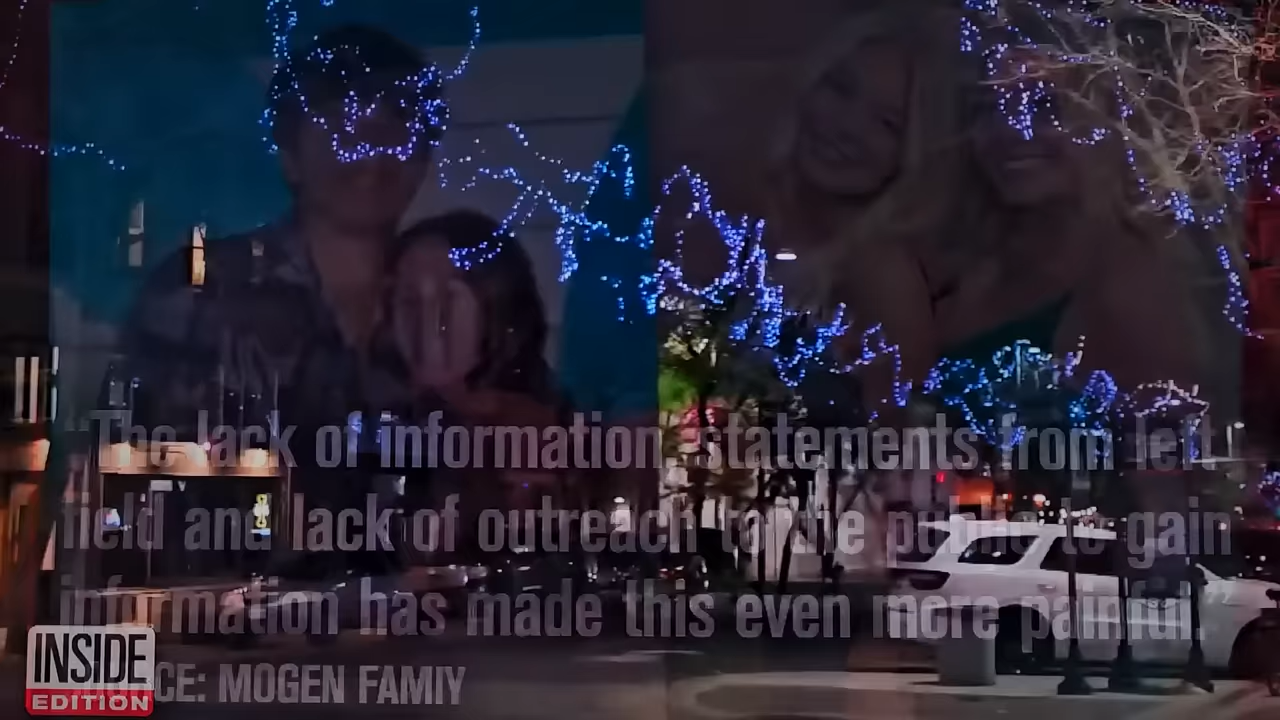 "The lack of information, statements from left
field and lack of outreach to the public to gain
information has made this even more painful."
SOURCE: MOGEN FAMIY
INSIDE
EDITION